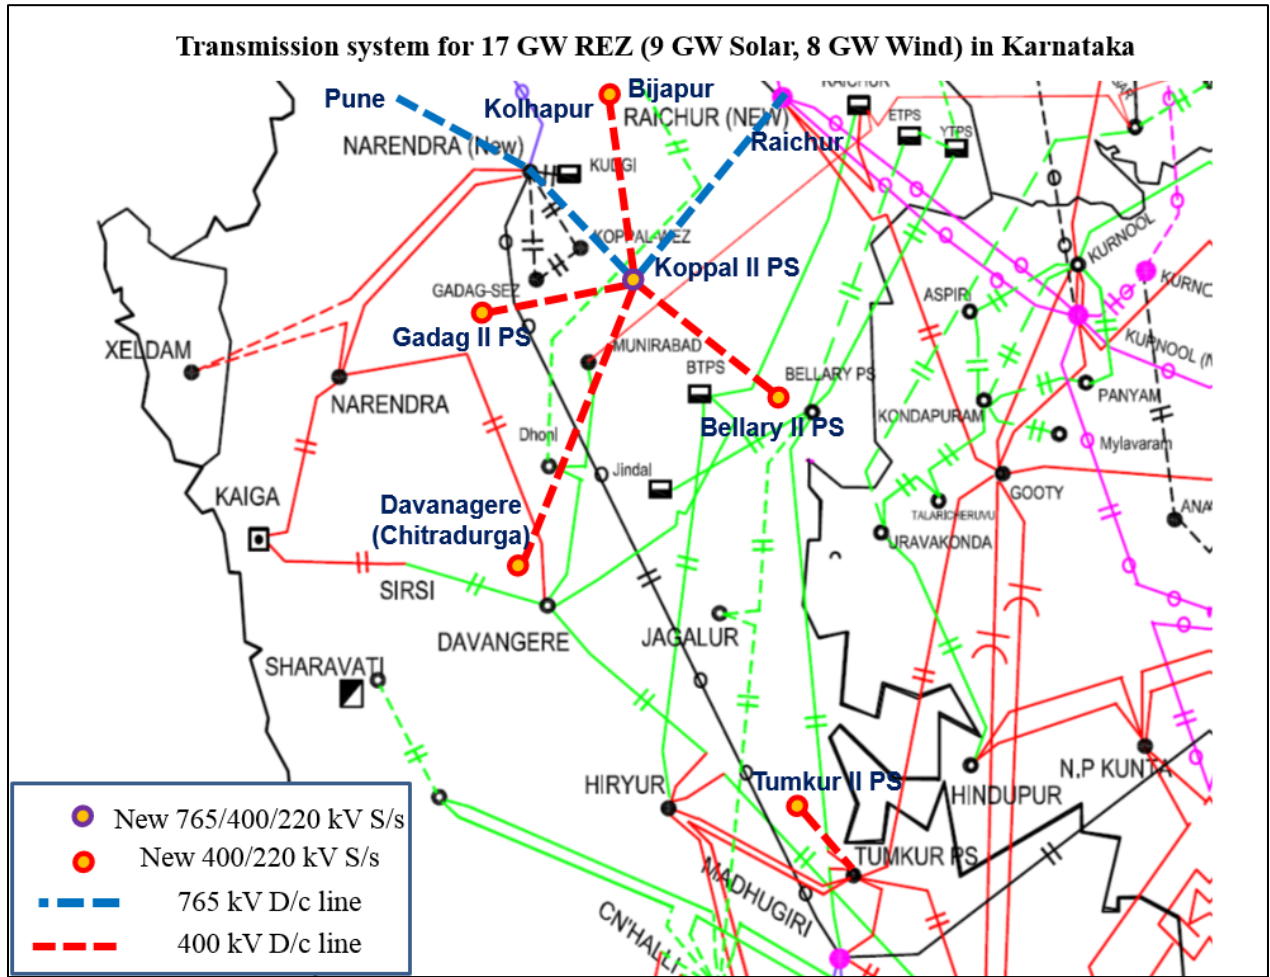 Transmission system for 17 GW REZ (9 GW Solar, 8 GW Wind) in Karnataka
Pune
Kolhapur
Bijapur
RAICHUR (NEW)
RAICHUR
ETPS
YTPS
Raichur
NARENDRA (New)
KUDGI
KOPPAL-WEZ
Koppal II PS
KURNOOL
GADAG-SEZ
Gadag II PS
ASPIRI
XELDAM
MUNIRABAD
BTPS
BELLARY PS
NARENDRA
Bellary II PS
KONDAPURAM
PANYAM
Mylavaram
Dhoni
Jindal
KAIGA
Davanagere
(Chitradurga)
GOOTY
TALARICHERUVU
URAVAKONDA
SIRSI
DAVANGERE
JAGALUR
SHARAVATI
HIRYUR
Tumkur II PS
HINDUPUR
N.P KUNTA
TUMKUR PS
MADHUGIRI
CN'HALLI
New 765/400/220 kV S/s
New 400/220 kV S/s
765 kV D/c line
400 kV D/c line